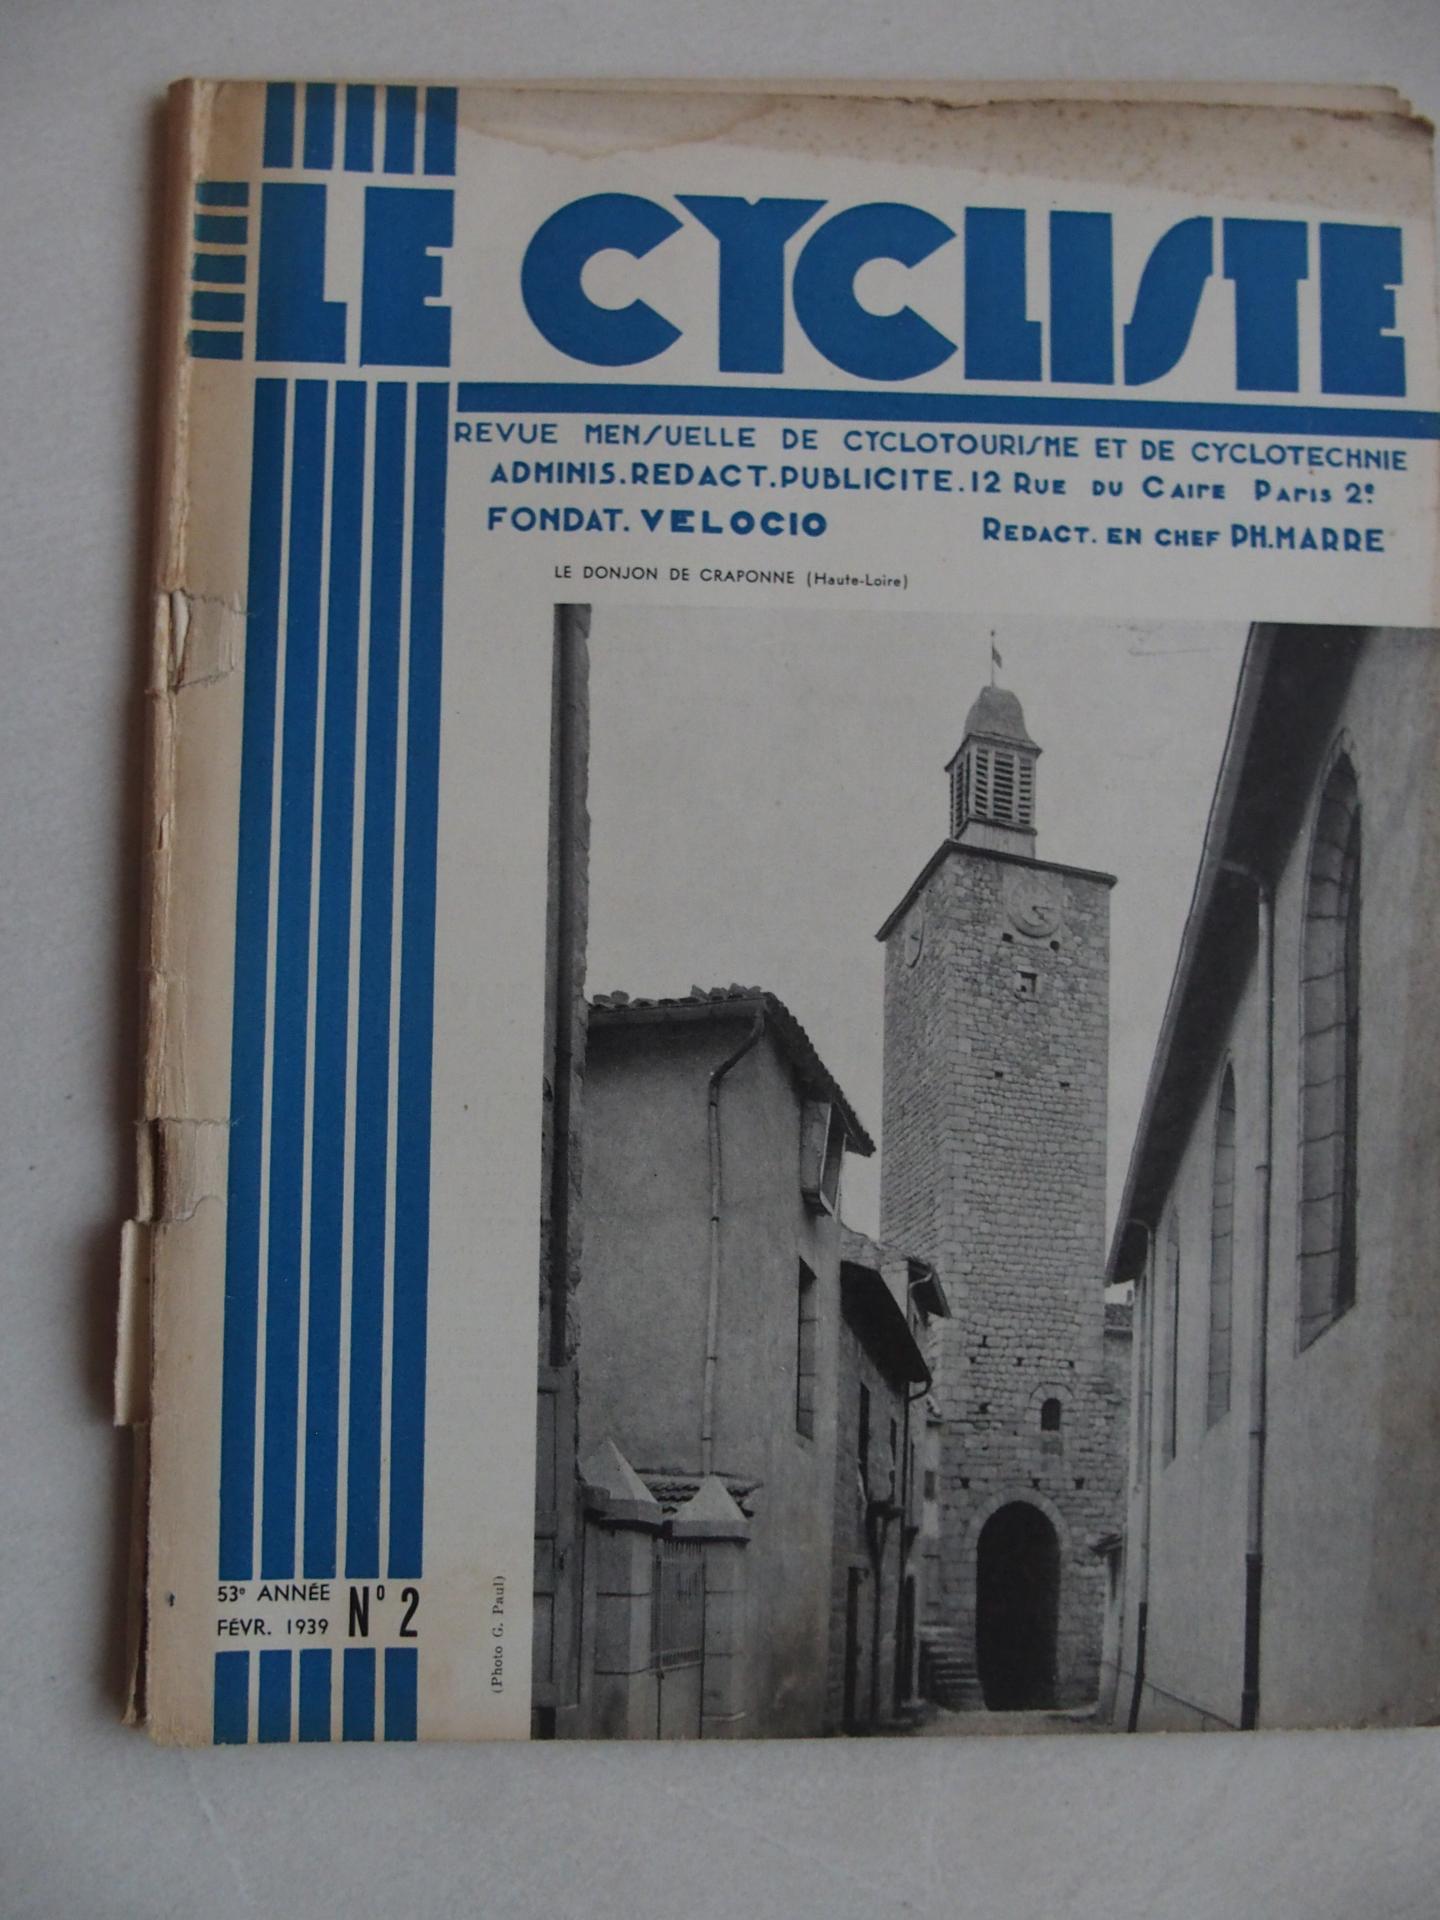 LE CYCLISTE
REVUE MENSUELLE DE CYCLOTOURISME ET DE CYCLOTECHNIE
ADMINIS.REDACT.PUBLICITE.12 RUE DU CAIRE PARIS 2e
FONDAT. VELOCIO REDACT. EN CHEF PH.MARRE
LE DONJON DE CRAPONNE (Haute-Loire)
(Photo G. Paul)
53e ANNÉE
FÉVR. 1939 No 2